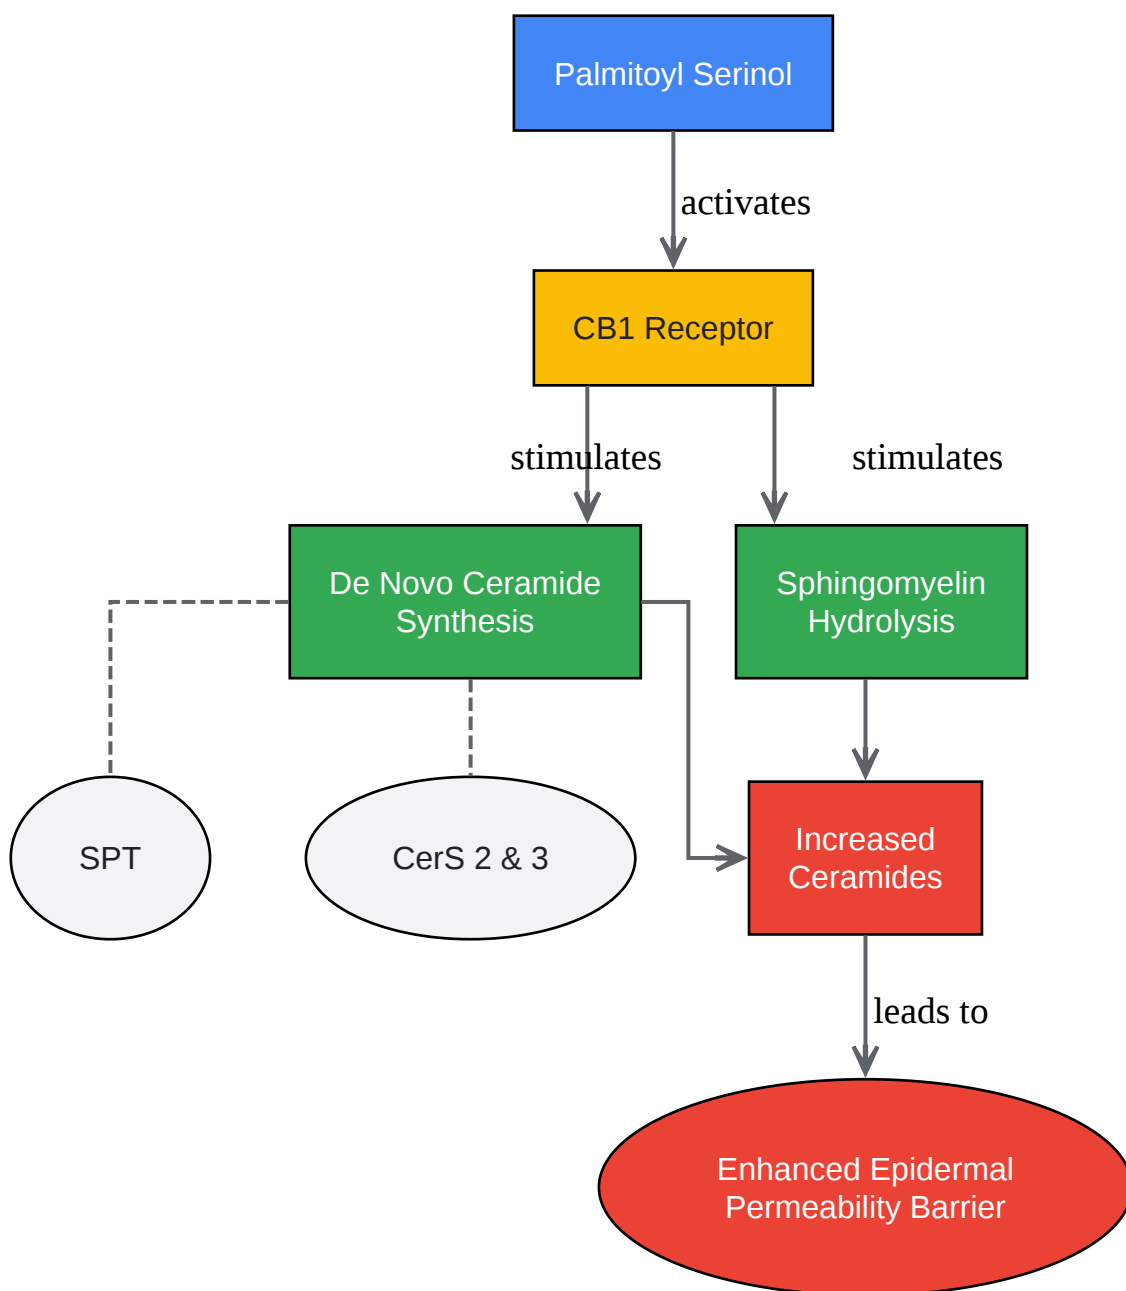 Palmitoyl Serinol
activates
CB1 Receptor
stimulates
stimulates
De Novo Ceramide
Synthesis
Sphingomyelin
Hydrolysis
SPT
CerS 2 & 3
Increased
Ceramides
leads to
Enhanced Epidermal
Permeability Barrier